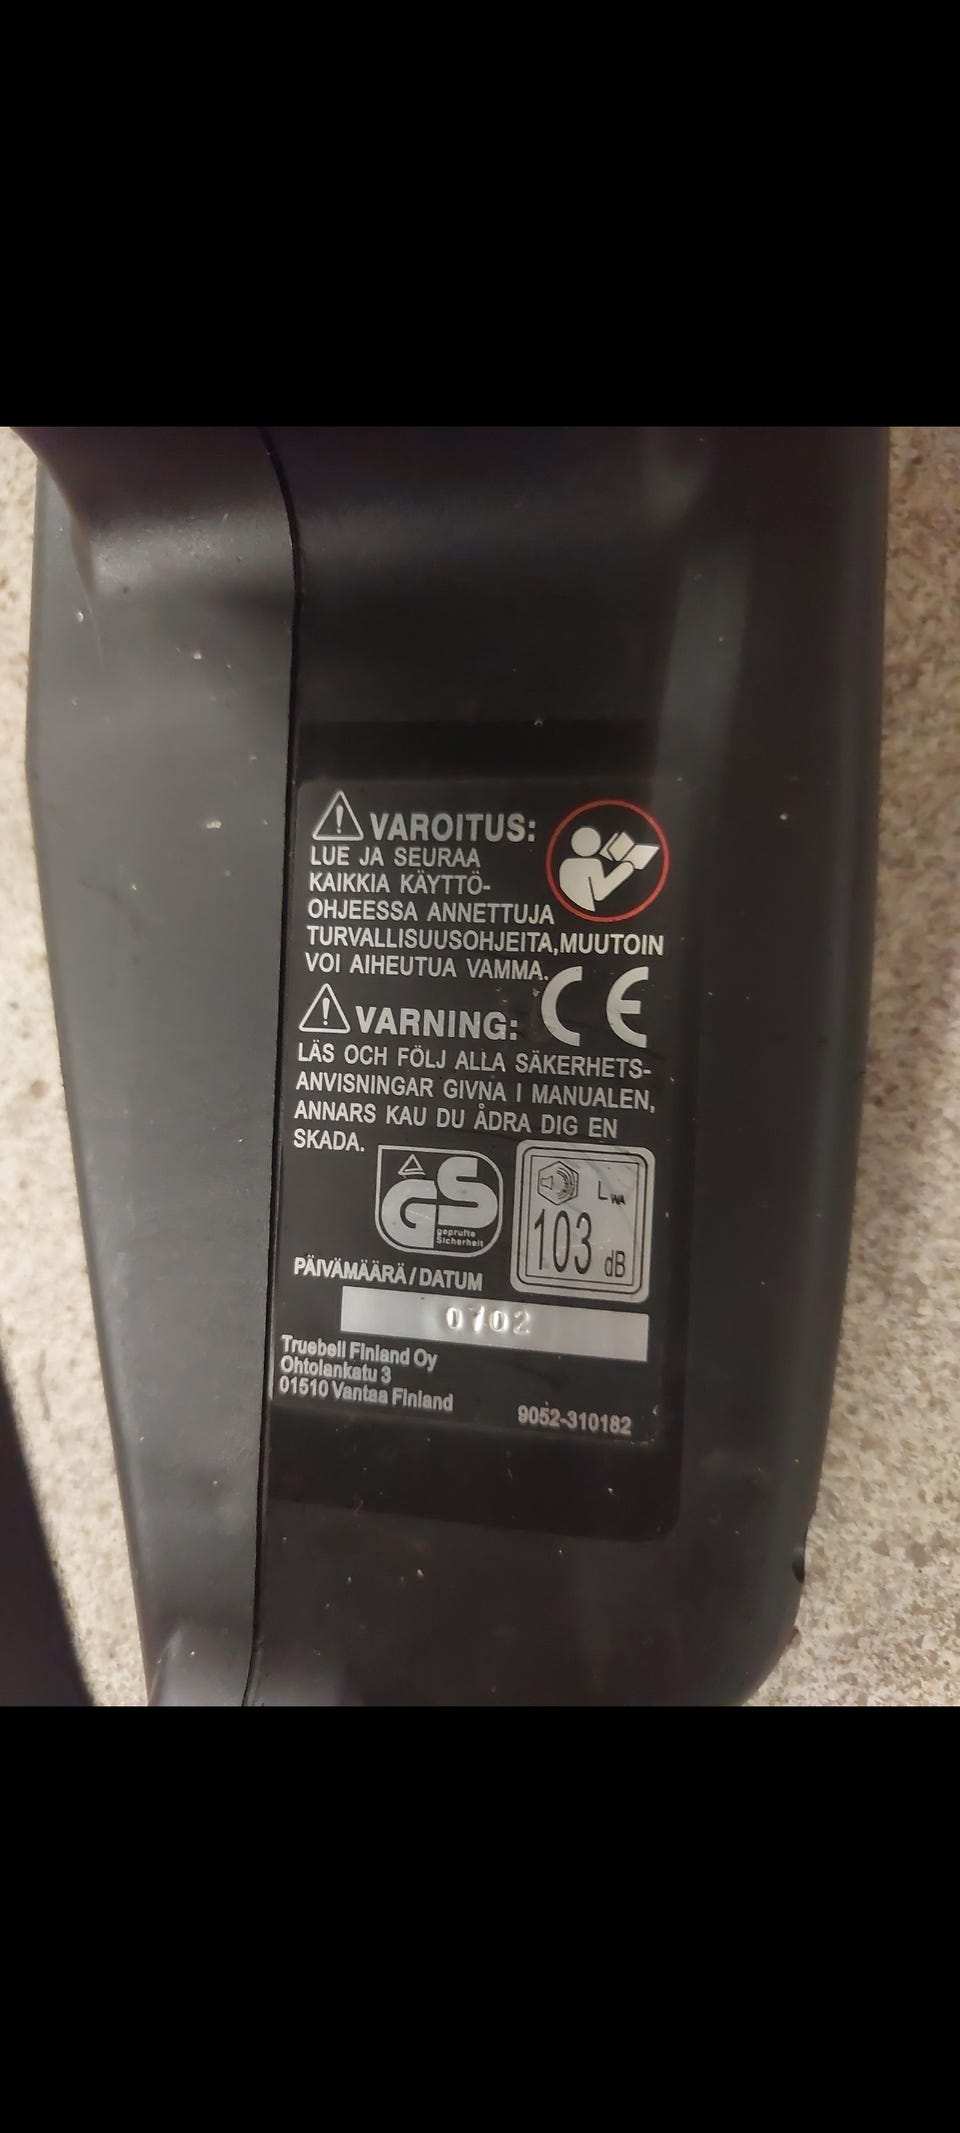 VAROITUS:
LUE JA SEURAA
KAIKKIA KÄYTTÖ-
OHJEESSA ANNETTUJA
TURVALLISUUSOHJEITA,MUUTOIN
VOI AIHEUTUA VAMMA.
CE
VARNING:
LÄS OCH FÖLJ ALLA SÄKERHETS-
ANVISNINGAR GIVNA I MANUALEN,
ANNARS KAU DU ÅDRA DIG EN
SKADA.
GS
geprüfte
Sicherheit
LWA
103 dB
PÄIVÄMÄÄRÄ/DATUM
0702
Truebell Finland Oy
Ohtolankatu 3
01510 Vantaa Finland
9052-310182